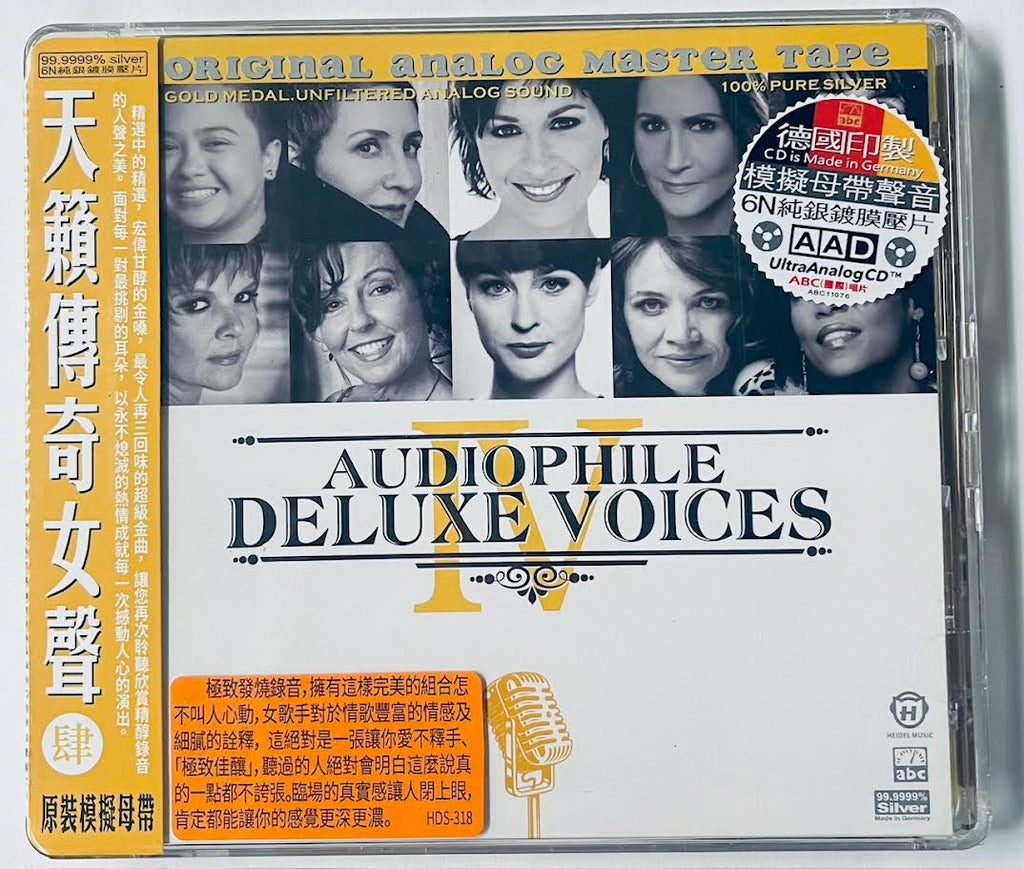 99.9999% silver
6N純銀鍍膜壓片
天籟傳奇女聲
肆
原裝模擬母帶
精選中的精選，宏偉甘醇的金嗓，最令人再三回味的超級金曲，讓您再次聆聽欣賞精醇錄音
的人聲之美。面對每一對最挑剔的耳朵，以永不熄滅的熱情成就每一次撼動人心的演出。
ORIGINAL ANALOG MASTER TAPE
GOLD MEDAL.UNFILTERED ANALOG SOUND
100% PURE SILVER
abc
德國印製
CD is Made in Germany
模擬母帶聲音
6N純銀鍍膜壓片
AAD
UltraAnalogCD™
ABC(國際)唱片
ABC11076
IV
AUDIOPHILE
DELUXE VOICES
極致發燒錄音，擁有這樣完美的組合怎
不叫人心動，女歌手對於情歌豐富的情感及
細膩的詮釋，這絕對是一張讓你愛不釋手、
「極致佳釀」，聽過的人絕對會明白這麼說真
的一點都不誇張。臨場的真實感讓人閉上眼，
肯定都能讓你的感覺更深更濃。
HDS-318
H
HEIDEL MUSIC
abc
99.9999%
Silver
Made in Germany